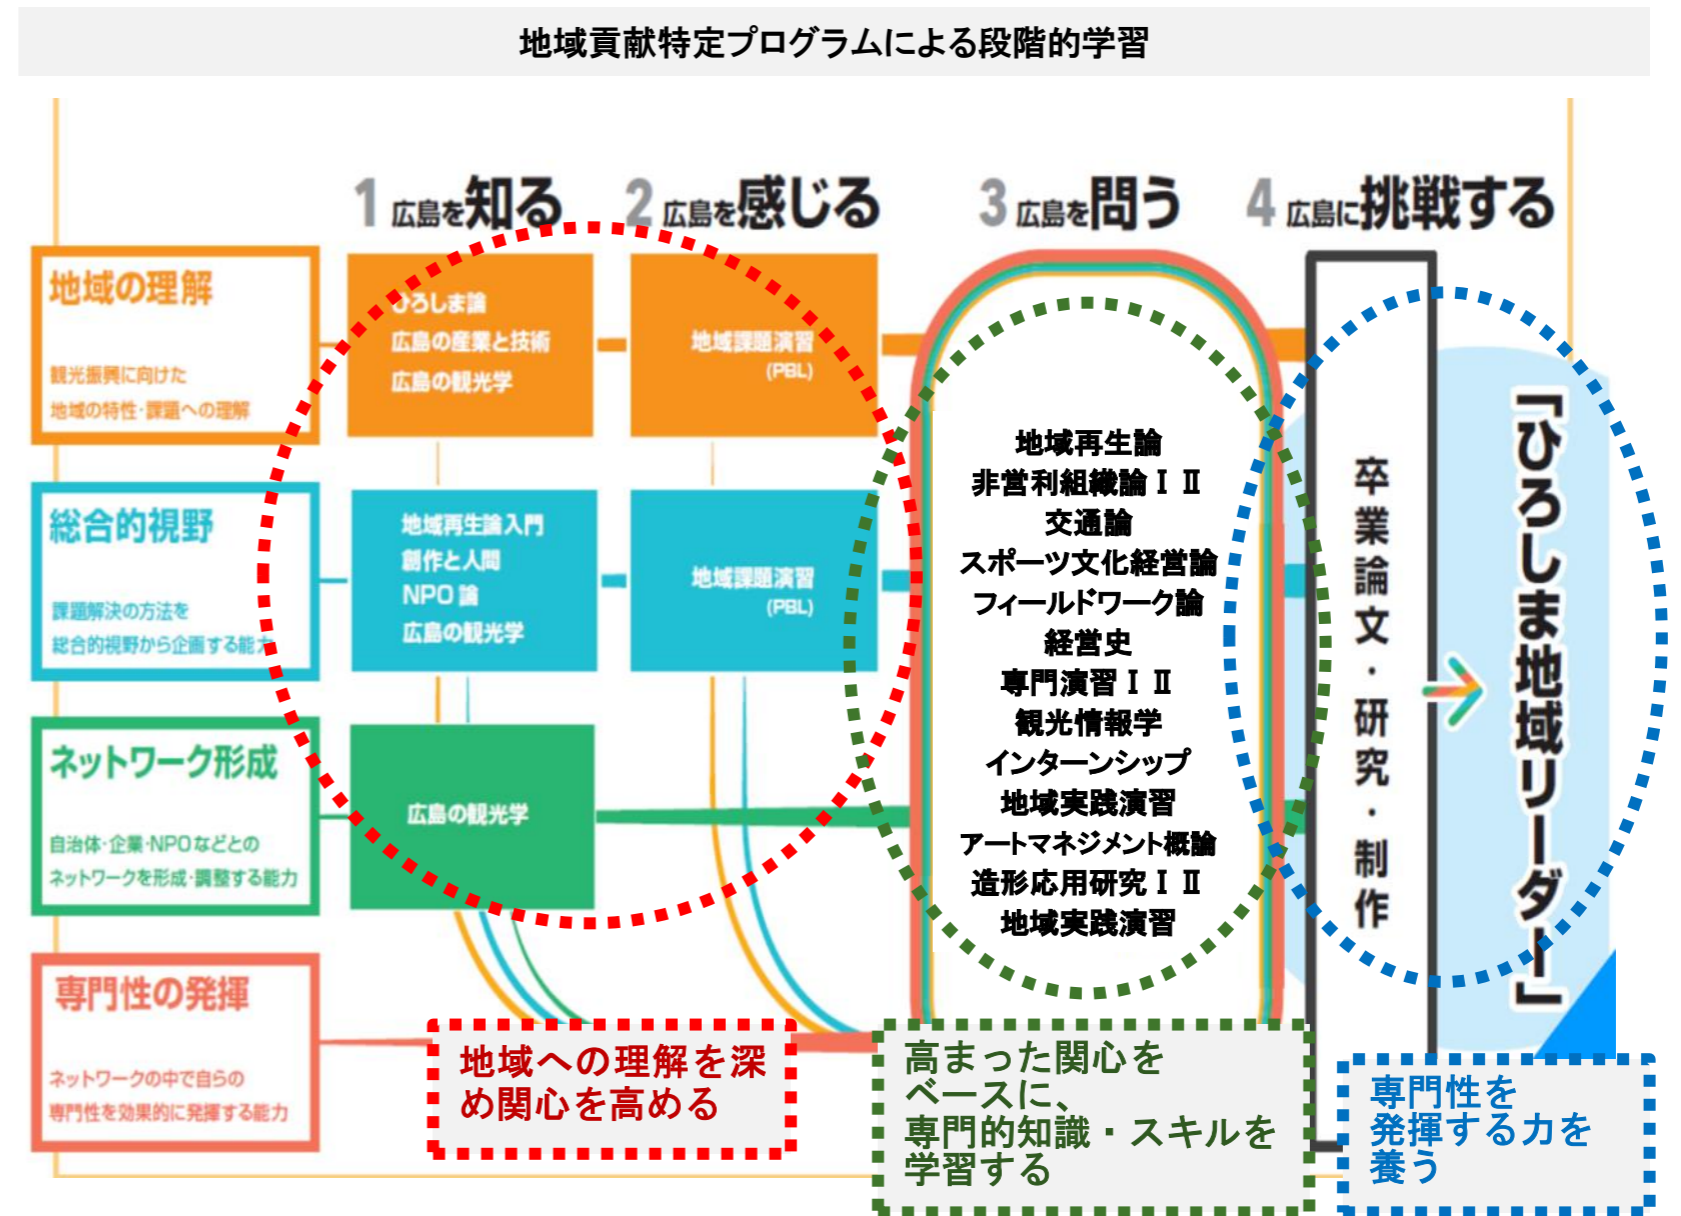 地域貢献特定プログラムによる段階的学習
1 広島を知る
2 広島を感じる
3 広島を問う
4 広島に挑戦する
地域の理解
観光振興に向けた
地域の特性・課題への理解
ひろしま論
広島の産業と技術
広島の観光学
地域課題演習
(PBL)
総合的視野
課題解決の方法を
総合的視野から企画する能力
地域再生論入門
創作と人間
NPO 論
広島の観光学
地域課題演習
(PBL)
ネットワーク形成
自治体・企業・NPOなどとの
ネットワークを形成・調整する能力
広島の観光学
専門性の発揮
ネットワークの中で自らの
専門性を効果的に発揮する能力
地域再生論
非営利組織論Ⅰ Ⅱ
交通論
スポーツ文化経営論
フィールドワーク論
経営史
専門演習Ⅰ Ⅱ
観光情報学
インターンシップ
地域実践演習
アートマネジメント概論
造形応用研究Ⅰ Ⅱ
地域実践演習
卒業論文・研究・制作
「ひろしま地域リーダー」
地域への理解を深
め関心を高める
高まった関心を
ベースに、
専門的知識・スキルを
学習する
専門性を
発揮する力を
養う